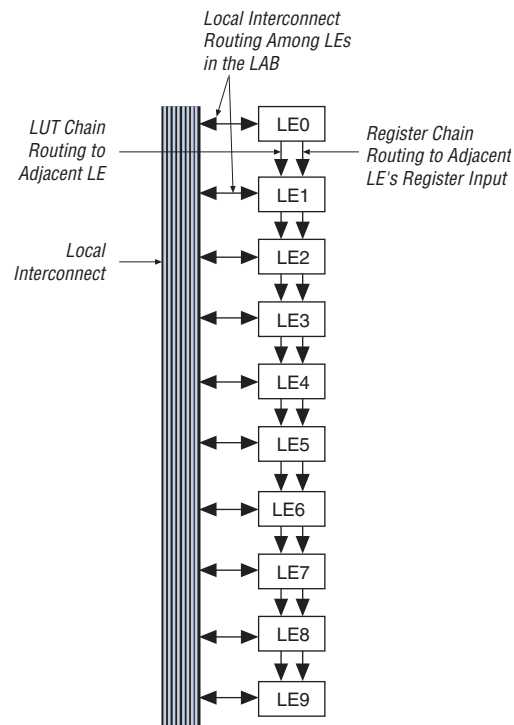 Local Interconnect
Routing Among LEs
in the LAB
LUT Chain
Routing to
Adjacent LE
Register Chain
Routing to Adjacent
LE's Register Input
Local
Interconnect
LE0
LE1
LE2
LE3
LE4
LE5
LE6
LE7
LE8
LE9